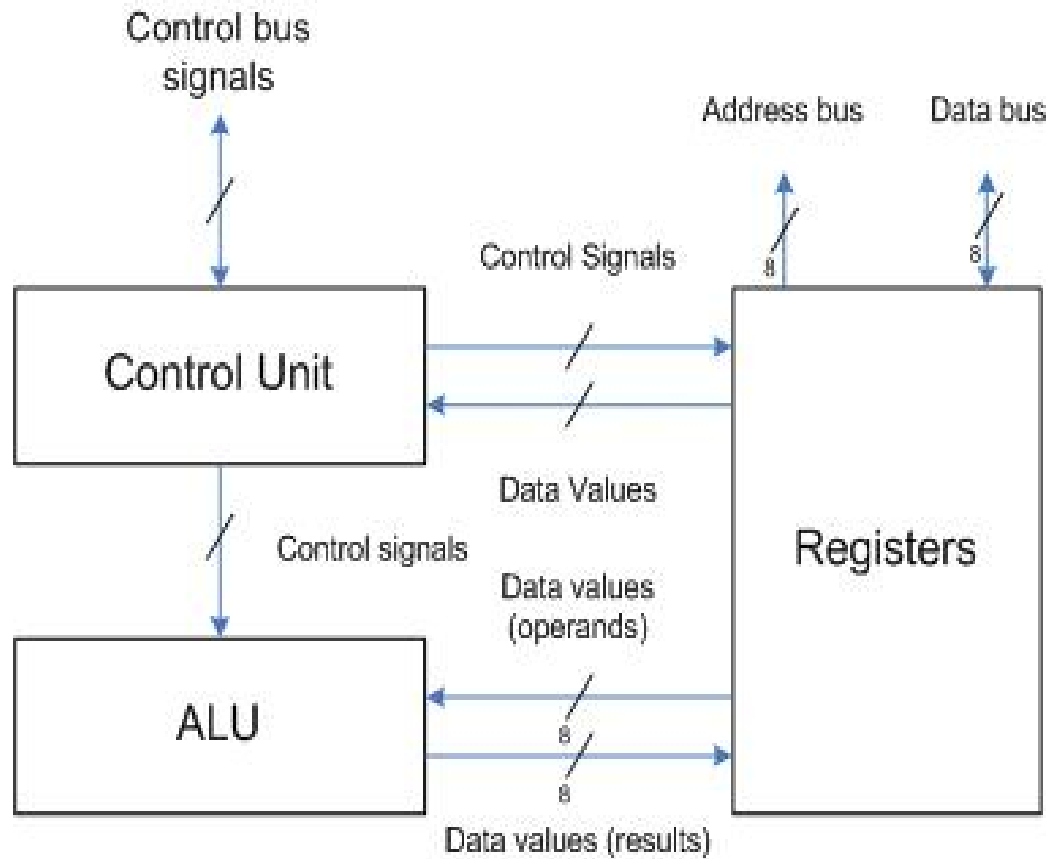 Control bus
signals
Address bus
Data bus
8
8
Control Signals
Control Unit
Data Values
Control signals
Registers
Data values
(operands)
ALU
8
8
Data values (results)